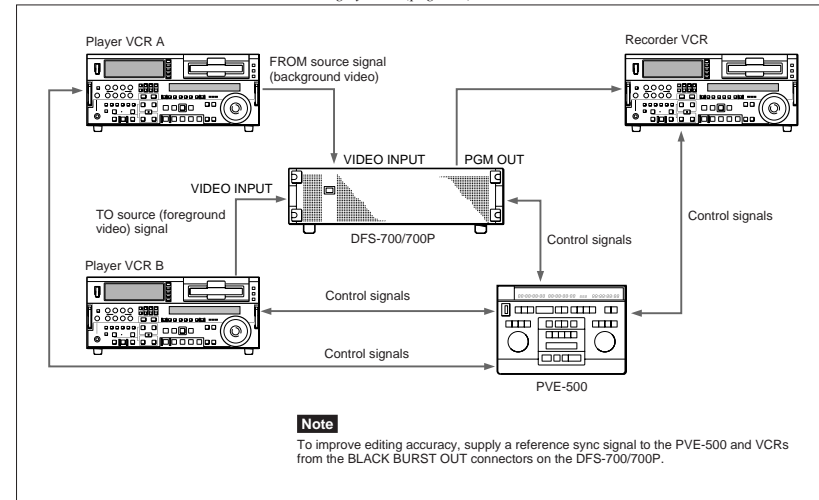 Player VCR A
Recorder VCR
FROM source signal
(background video)
VIDEO INPUT
PGM OUT
VIDEO INPUT
TO source (foreground
video) signal
DFS-700/700P
Control signals
Control signals
Player VCR B
Control signals
Control signals
PVE-500
Note
To improve editing accuracy, supply a reference sync signal to the PVE-500 and VCRs
from the BLACK BURST OUT connectors on the DFS-700/700P.